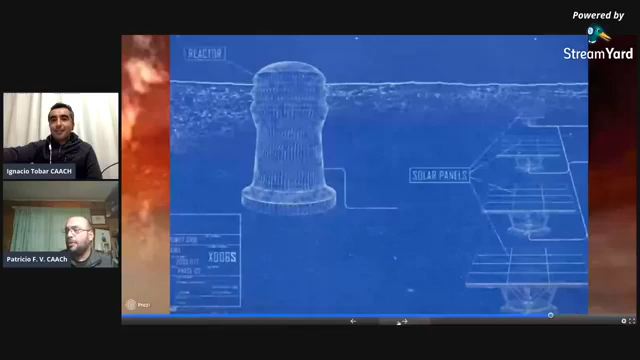 Powered by
StreamYard
REACTOR
SOLAR PANELS
Ignacio Tobar CAACH
Patricio F. V. CAACh
X006S
Prezi